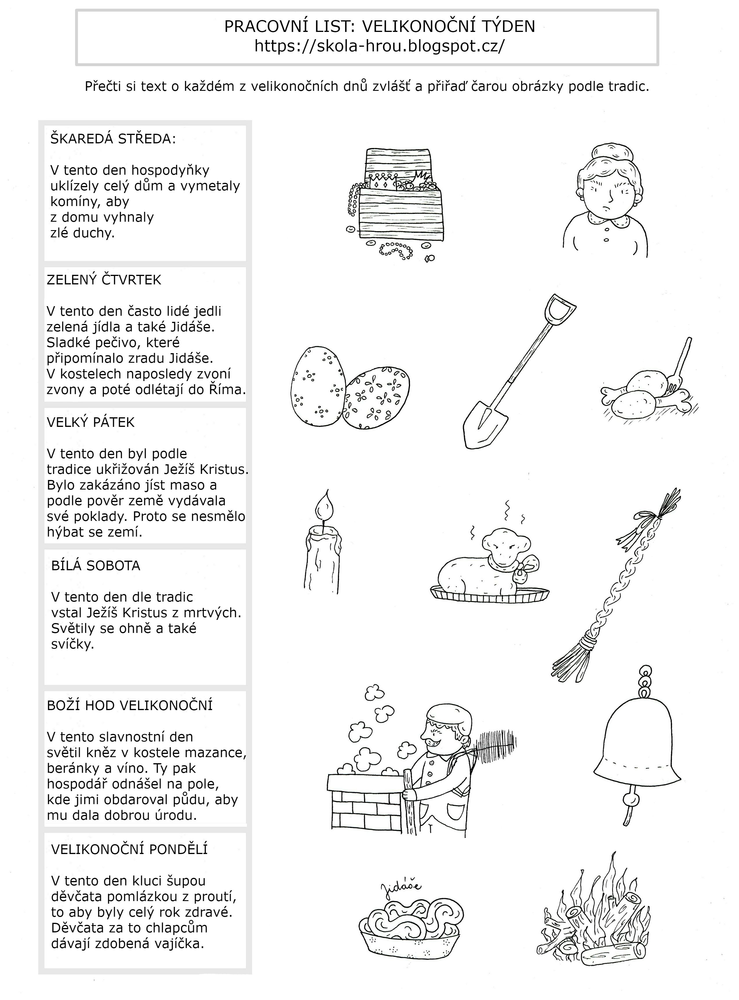 PRACOVNÍ LIST: VELIKONOČNÍ TÝDEN
https://skola-hrou.blogspot.cz/
Přečti si text o každém z velikonočních dnů zvlášť a přiřaď čarou obrázky podle tradic.
ŠKAREDÁ STŘEDA:
V tento den hospodyňky
uklízely celý dům a vymetaly
komíny, aby
z domu vyhnaly
zlé duchy.
ZELENÝ ČTVRTEK
V tento den často lidé jedli
zelená jídla a také Jidáše.
Sladké pečivo, které
připomínalo zradu Jidáše.
V kostelech naposledy zvoní
zvony a poté odlétají do Říma.
VELKÝ PÁTEK
V tento den byl podle
tradice ukřižován Ježíš Kristus.
Bylo zakázáno jíst maso a
podle pověr země vydávala
své poklady. Proto se nesmělo
hýbat se zemí.
BÍLÁ SOBOTA
V tento den dle tradic
vstal Ježíš Kristus z mrtvých.
Světily se ohně a také
svíčky.
BOŽÍ HOD VELIKONOČNÍ
V tento slavnostní den
světil kněz v kostele mazance,
beránky a víno. Ty pak
hospodář odnášel na pole,
kde jimi obdaroval půdu, aby
mu dala dobrou úrodu.
VELIKONOČNÍ PONDĚLÍ
V tento den kluci šupou
děvčata pomlázkou z proutí,
to aby byly celý rok zdravé.
Děvčata za to chlapcům
dávají zdobená vajíčka.
Jidáše